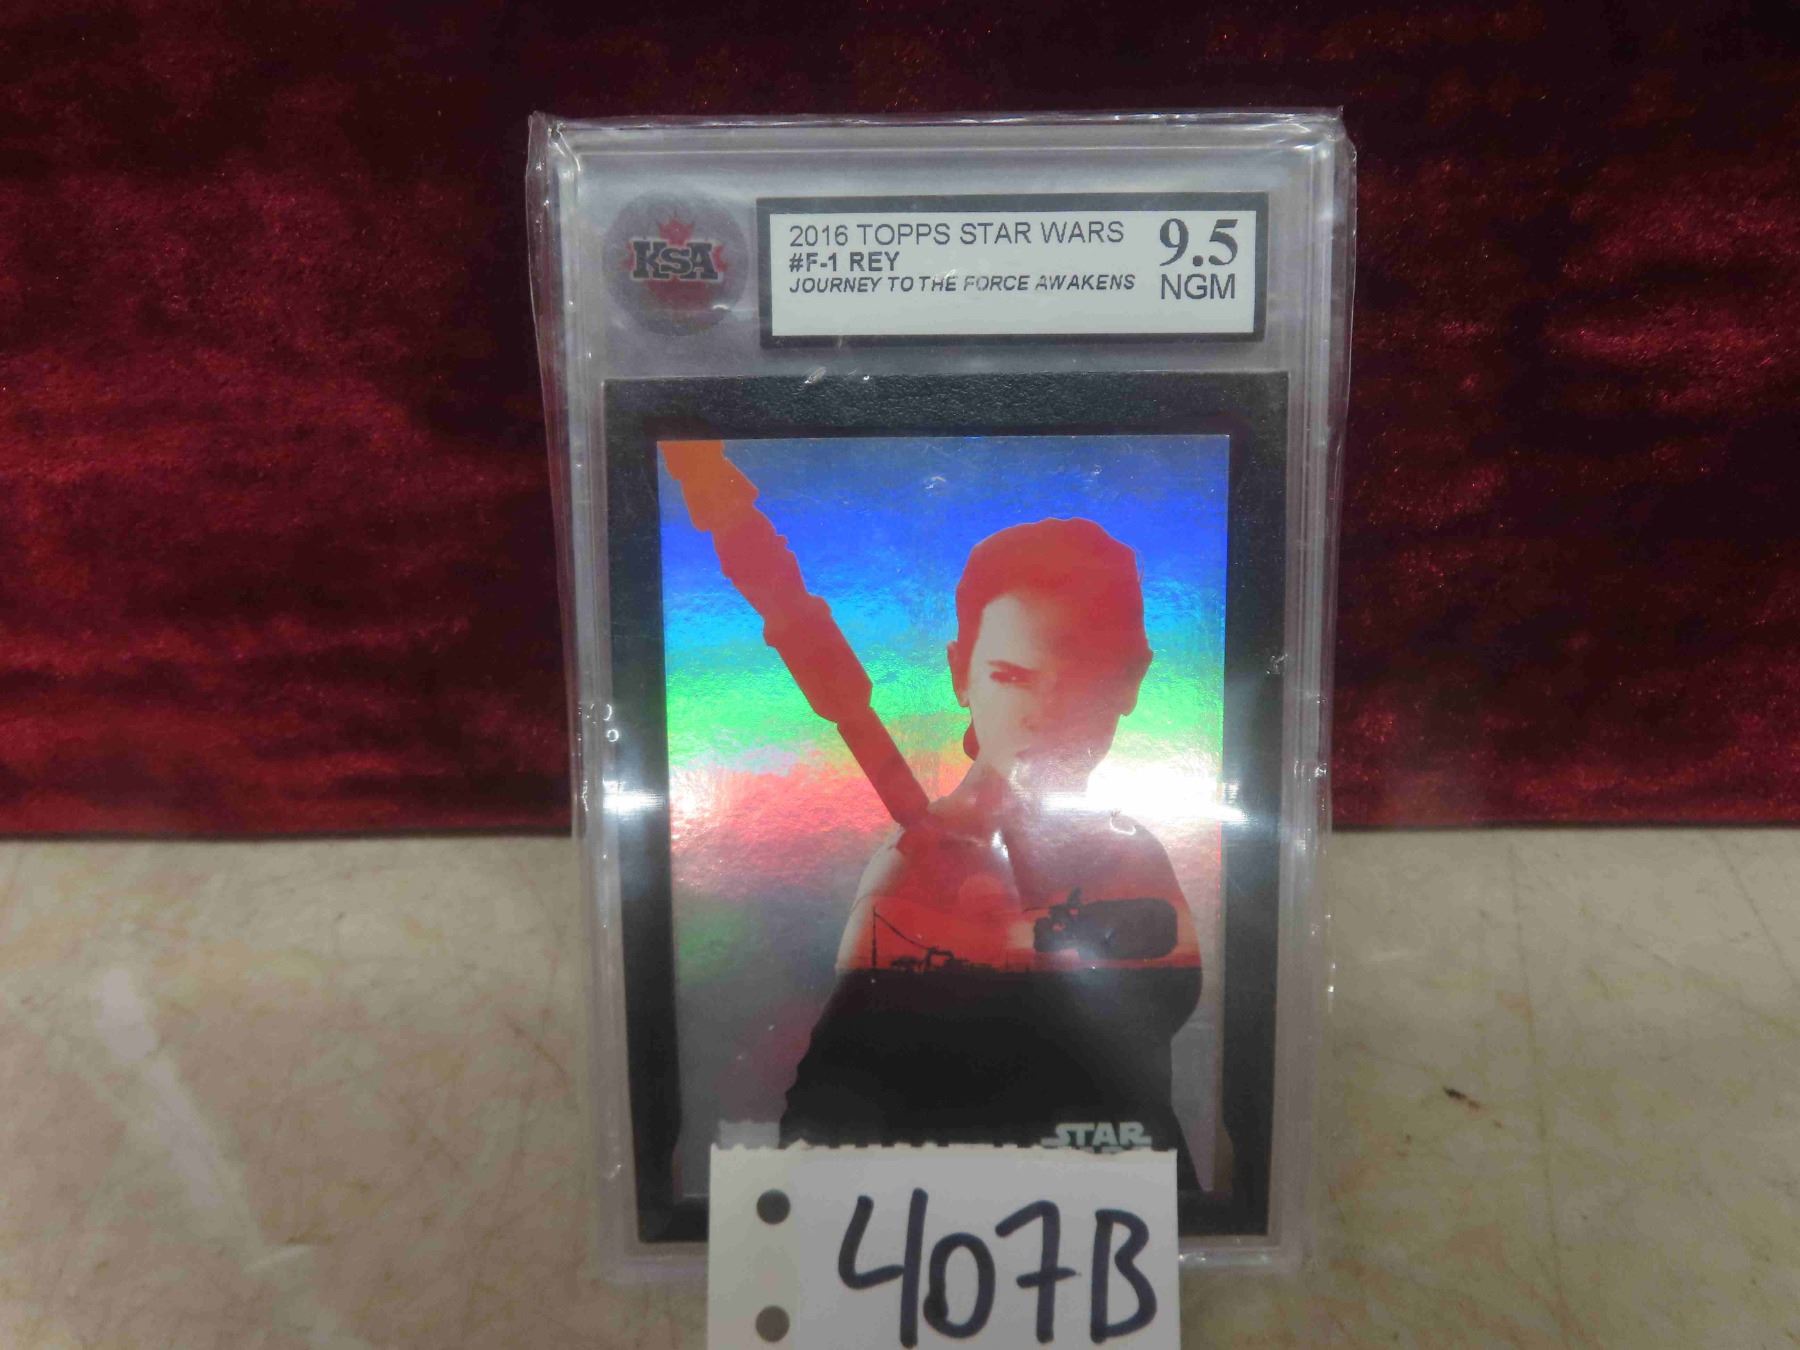 KSA
2016 TOPPS STAR WARS
#F-1 REY
JOURNEY TO THE FORCE AWAKENS
9.5
NGM
STAR
407B